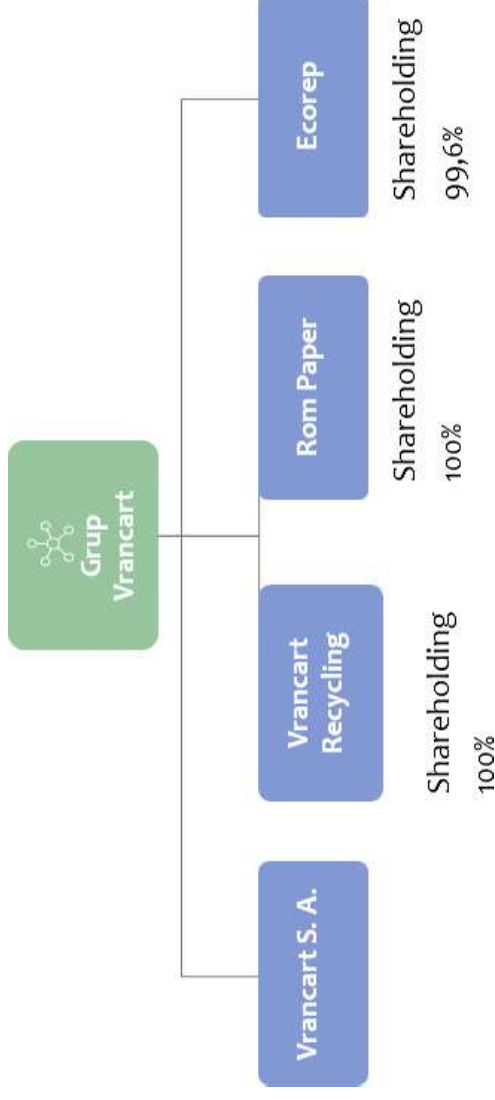 Grup
Vrancart
Vrancart S. A.
Vrancart
Recycling
Shareholding
100%
Rom Paper
Shareholding
100%
Ecorep
Shareholding
99,6%